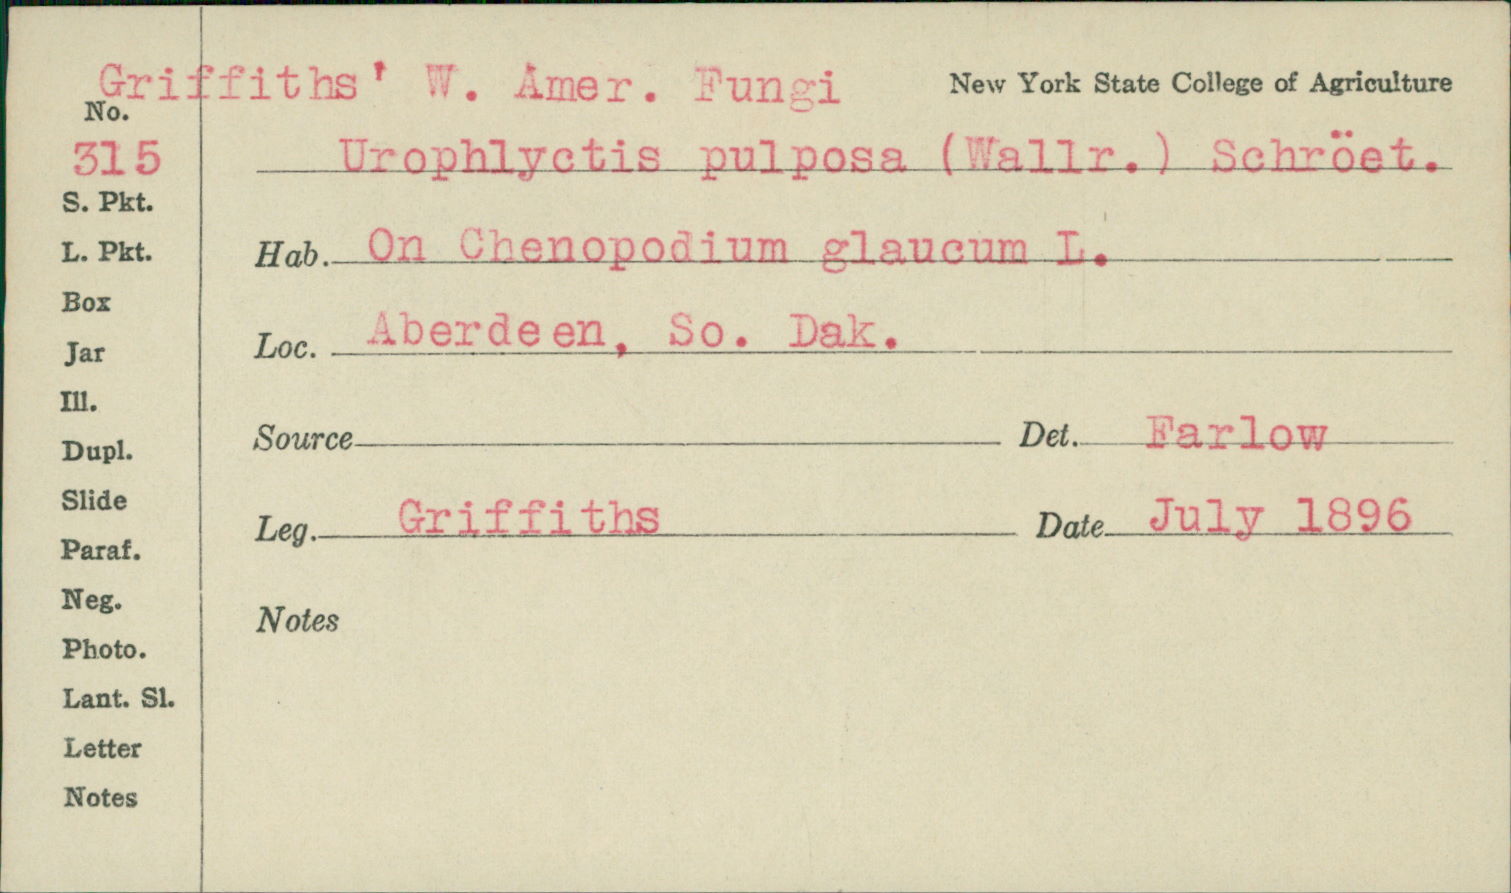 Griffiths' W. Amer. Fungi
New York State College of Agriculture
No.
315
Urophlyctis pulposa (Wallr.) Schröet.
S. Pkt.
L. Pkt.
Hab. On Chenopodium glaucum L.
Box
Jar
Loc. Aberdeen, So. Dak.
Ill.
Dupl.
Source Det. Farlow
Slide
Leg. Griffiths Date July 1896
Paraf.
Neg.
Notes
Photo.
Lant. Sl.
Letter
Notes